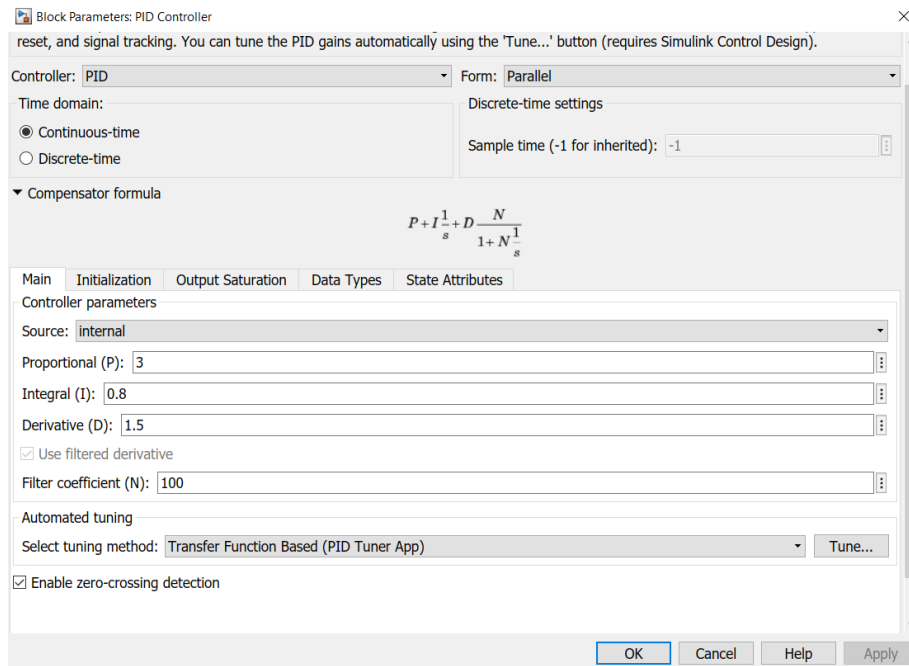 Block Parameters: PID Controller
reset, and signal tracking. You can tune the PID gains automatically using the 'Tune...' button (requires Simulink Control Design).
Controller: PID Form: Parallel
Time domain: Discrete-time settings
Continuous-time
Sample time (-1 for inherited): -1
Discrete-time
Compensator formula
P+I\frac{1}{s}+D\frac{N}{1+N\frac{1}{s}}
Main Initialization Output Saturation Data Types State Attributes
Controller parameters
Source: internal
Proportional (P): 3
Integral (I): 0.8
Derivative (D): 1.5
Use filtered derivative
Filter coefficient (N): 100
Automated tuning
Select tuning method: Transfer Function Based (PID Tuner App) Tune...
Enable zero-crossing detection
OK Cancel Help Apply